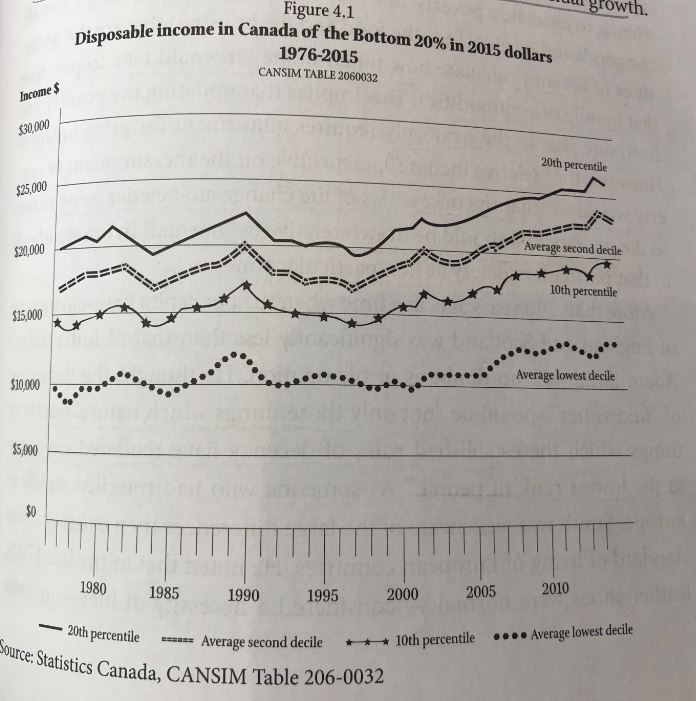 growth.
Figure 4.1
Disposable income in Canada of the Bottom 20% in 2015 dollars
1976-2015
CANSIM TABLE 2060032
Income $
$30,000
$25,000
$20,000
$15,000
$10,000
$5,000
$0
20th percentile
Average second decile
10th percentile
Average lowest decile
1980 1985 1990 1995 2000 2005 2010
20th percentile Average second decile 10th percentile Average lowest decile
Source: Statistics Canada, CANSIM Table 206-0032